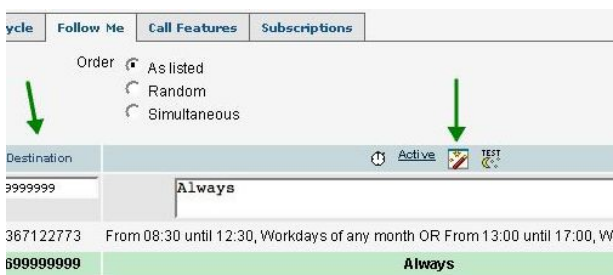 ycle Follow Me Call Features Subscriptions
Order As listed
Random
Simultaneous
Destination Active TEST
9999999 Always
367122773 From 08:30 until 12:30, Workdays of any month OR From 13:00 until 17:00, W
699999999 Always